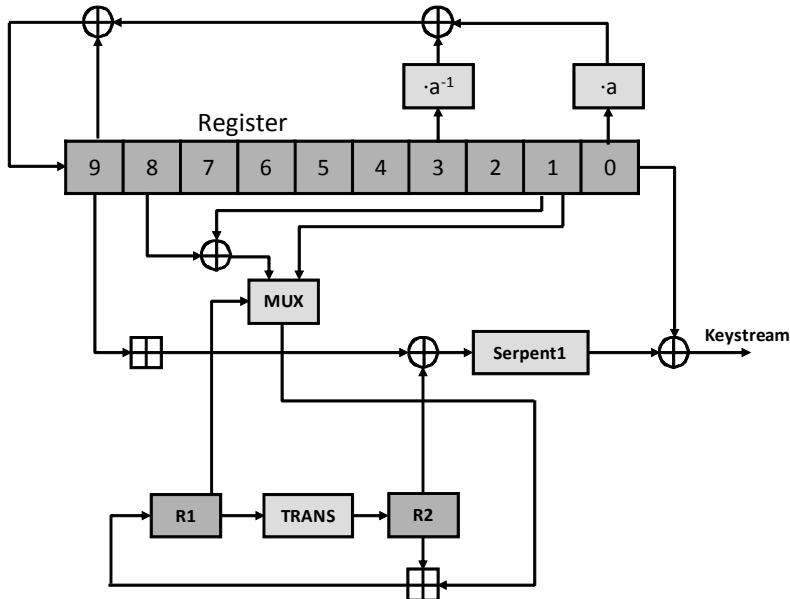 ·a⁻¹
·a
Register
9 8 7 6 5 4 3 2 1 0
MUX
Keystream
Serpent1
R1
TRANS
R2